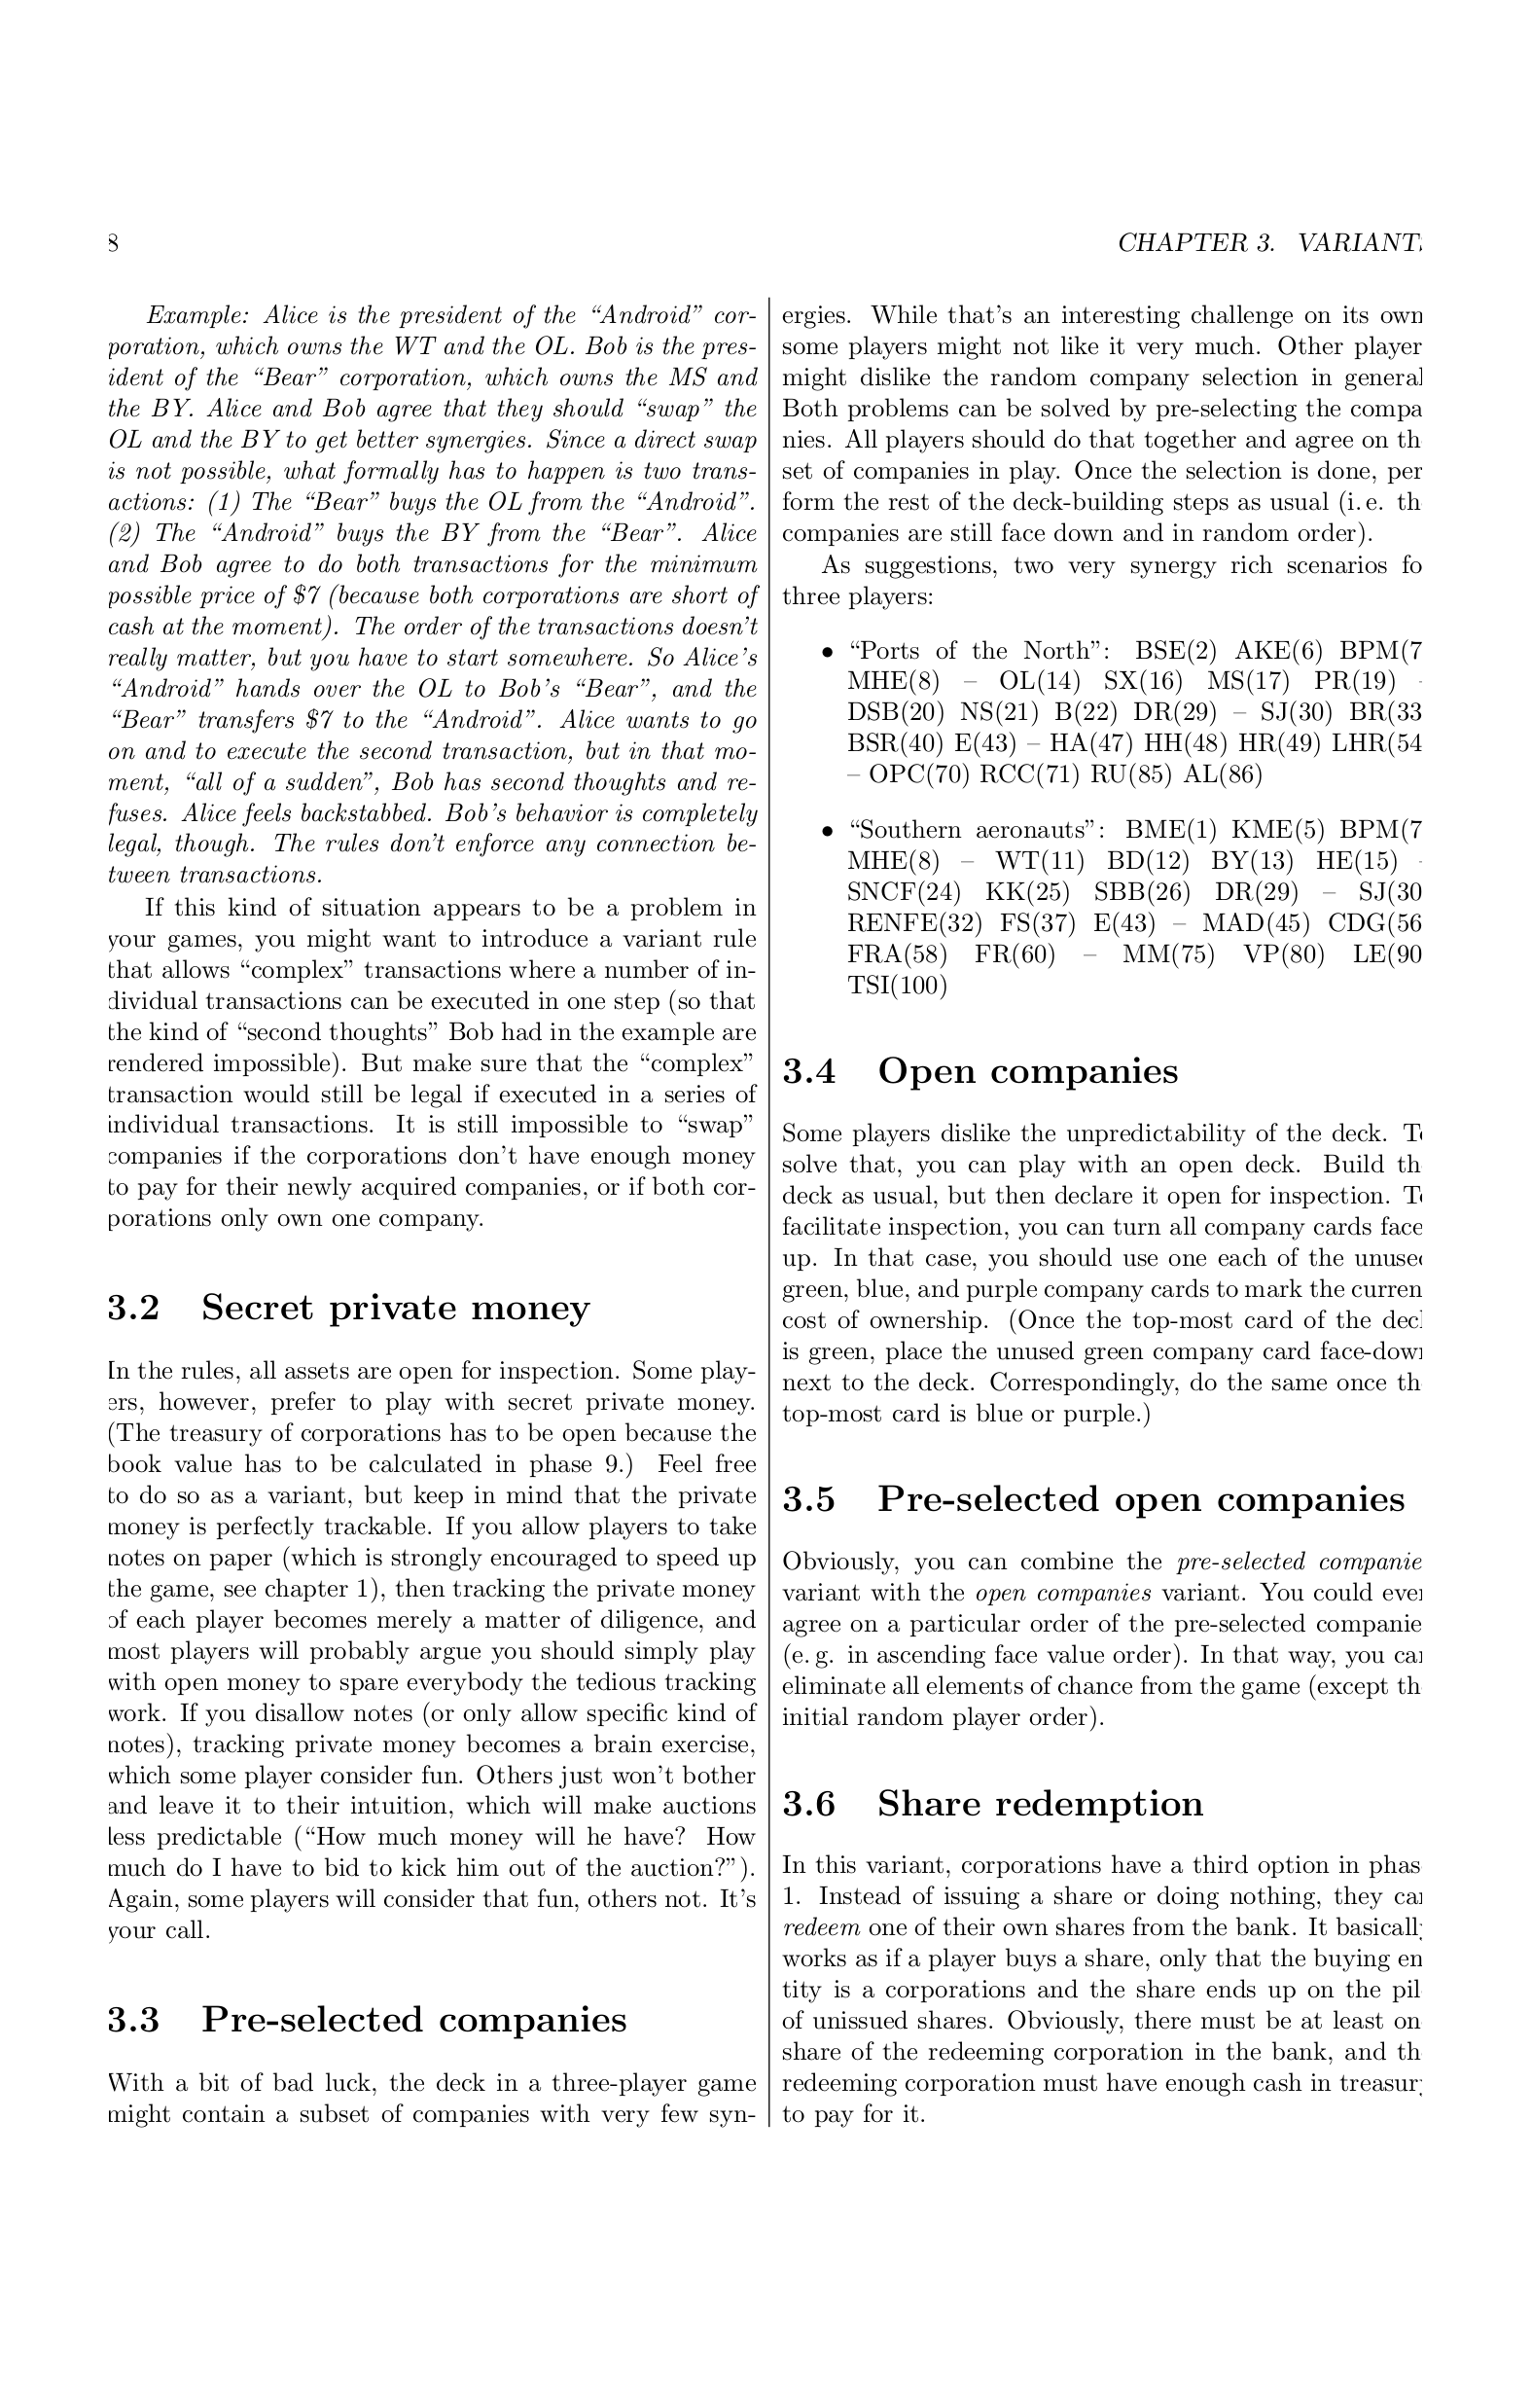 8 CHAPTER 3. VARIANTS
Example: Alice is the president of the “Android” cor-
poration, which owns the WT and the OL. Bob is the pres-
ident of the “Bear” corporation, which owns the MS and
the BY. Alice and Bob agree that they should “swap” the
OL and the BY to get better synergies. Since a direct swap
is not possible, what formally has to happen is two trans-
actions: (1) The “Bear” buys the OL from the “Android”.
(2) The “Android” buys the BY from the “Bear”. Alice
and Bob agree to do both transactions for the minimum
possible price of $7 (because both corporations are short of
cash at the moment). The order of the transactions doesn’t
really matter, but you have to start somewhere. So Alice’s
“Android” hands over the OL to Bob’s “Bear”, and the
“Bear” transfers $7 to the “Android”. Alice wants to go
on and to execute the second transaction, but in that mo-
ment, “all of a sudden”, Bob has second thoughts and re-
fuses. Alice feels backstabbed. Bob’s behavior is completely
legal, though. The rules don’t enforce any connection be-
tween transactions.
If this kind of situation appears to be a problem in
your games, you might want to introduce a variant rule
that allows “complex” transactions where a number of in-
dividual transactions can be executed in one step (so that
the kind of “second thoughts” Bob had in the example are
rendered impossible). But make sure that the “complex”
transaction would still be legal if executed in a series of
individual transactions. It is still impossible to “swap”
companies if the corporations don’t have enough money
to pay for their newly acquired companies, or if both cor-
porations only own one company.
3.2 Secret private money
In the rules, all assets are open for inspection. Some play-
ers, however, prefer to play with secret private money.
(The treasury of corporations has to be open because the
book value has to be calculated in phase 9.) Feel free
to do so as a variant, but keep in mind that the private
money is perfectly trackable. If you allow players to take
notes on paper (which is strongly encouraged to speed up
the game, see chapter 1), then tracking the private money
of each player becomes merely a matter of diligence, and
most players will probably argue you should simply play
with open money to spare everybody the tedious tracking
work. If you disallow notes (or only allow specific kind of
notes), tracking private money becomes a brain exercise,
which some player consider fun. Others just won’t bother
and leave it to their intuition, which will make auctions
less predictable (“How much money will he have? How
much do I have to bid to kick him out of the auction?”).
Again, some players will consider that fun, others not. It’s
your call.
3.3 Pre-selected companies
With a bit of bad luck, the deck in a three-player game
might contain a subset of companies with very few syn-
ergies. While that’s an interesting challenge on its own
some players might not like it very much. Other player
might dislike the random company selection in general
Both problems can be solved by pre-selecting the compa
nies. All players should do that together and agree on th
set of companies in play. Once the selection is done, per
form the rest of the deck-building steps as usual (i. e. th
companies are still face down and in random order).
As suggestions, two very synergy rich scenarios fo
three players:
• “Ports of the North”: BSE(2) AKE(6) BPM(7
MHE(8) – OL(14) SX(16) MS(17) PR(19) –
DSB(20) NS(21) B(22) DR(29) – SJ(30) BR(33
BSR(40) E(43) – HA(47) HH(48) HR(49) LHR(54
– OPC(70) RCC(71) RU(85) AL(86)
• “Southern aeronauts”: BME(1) KME(5) BPM(7
MHE(8) – WT(11) BD(12) BY(13) HE(15) –
SNCF(24) KK(25) SBB(26) DR(29) – SJ(30
RENFE(32) FS(37) E(43) – MAD(45) CDG(56
FRA(58) FR(60) – MM(75) VP(80) LE(90
TSI(100)
3.4 Open companies
Some players dislike the unpredictability of the deck. To
solve that, you can play with an open deck. Build th
deck as usual, but then declare it open for inspection. To
facilitate inspection, you can turn all company cards face
up. In that case, you should use one each of the unused
green, blue, and purple company cards to mark the curren
cost of ownership. (Once the top-most card of the deck
is green, place the unused green company card face-down
next to the deck. Correspondingly, do the same once th
top-most card is blue or purple.)
3.5 Pre-selected open companies
Obviously, you can combine the pre-selected companie
variant with the open companies variant. You could even
agree on a particular order of the pre-selected companie
(e. g. in ascending face value order). In that way, you can
eliminate all elements of chance from the game (except th
initial random player order).
3.6 Share redemption
In this variant, corporations have a third option in phas
1. Instead of issuing a share or doing nothing, they can
redeem one of their own shares from the bank. It basically
works as if a player buys a share, only that the buying en
tity is a corporations and the share ends up on the pil
of unissued shares. Obviously, there must be at least on
share of the redeeming corporation in the bank, and th
redeeming corporation must have enough cash in treasury
to pay for it.